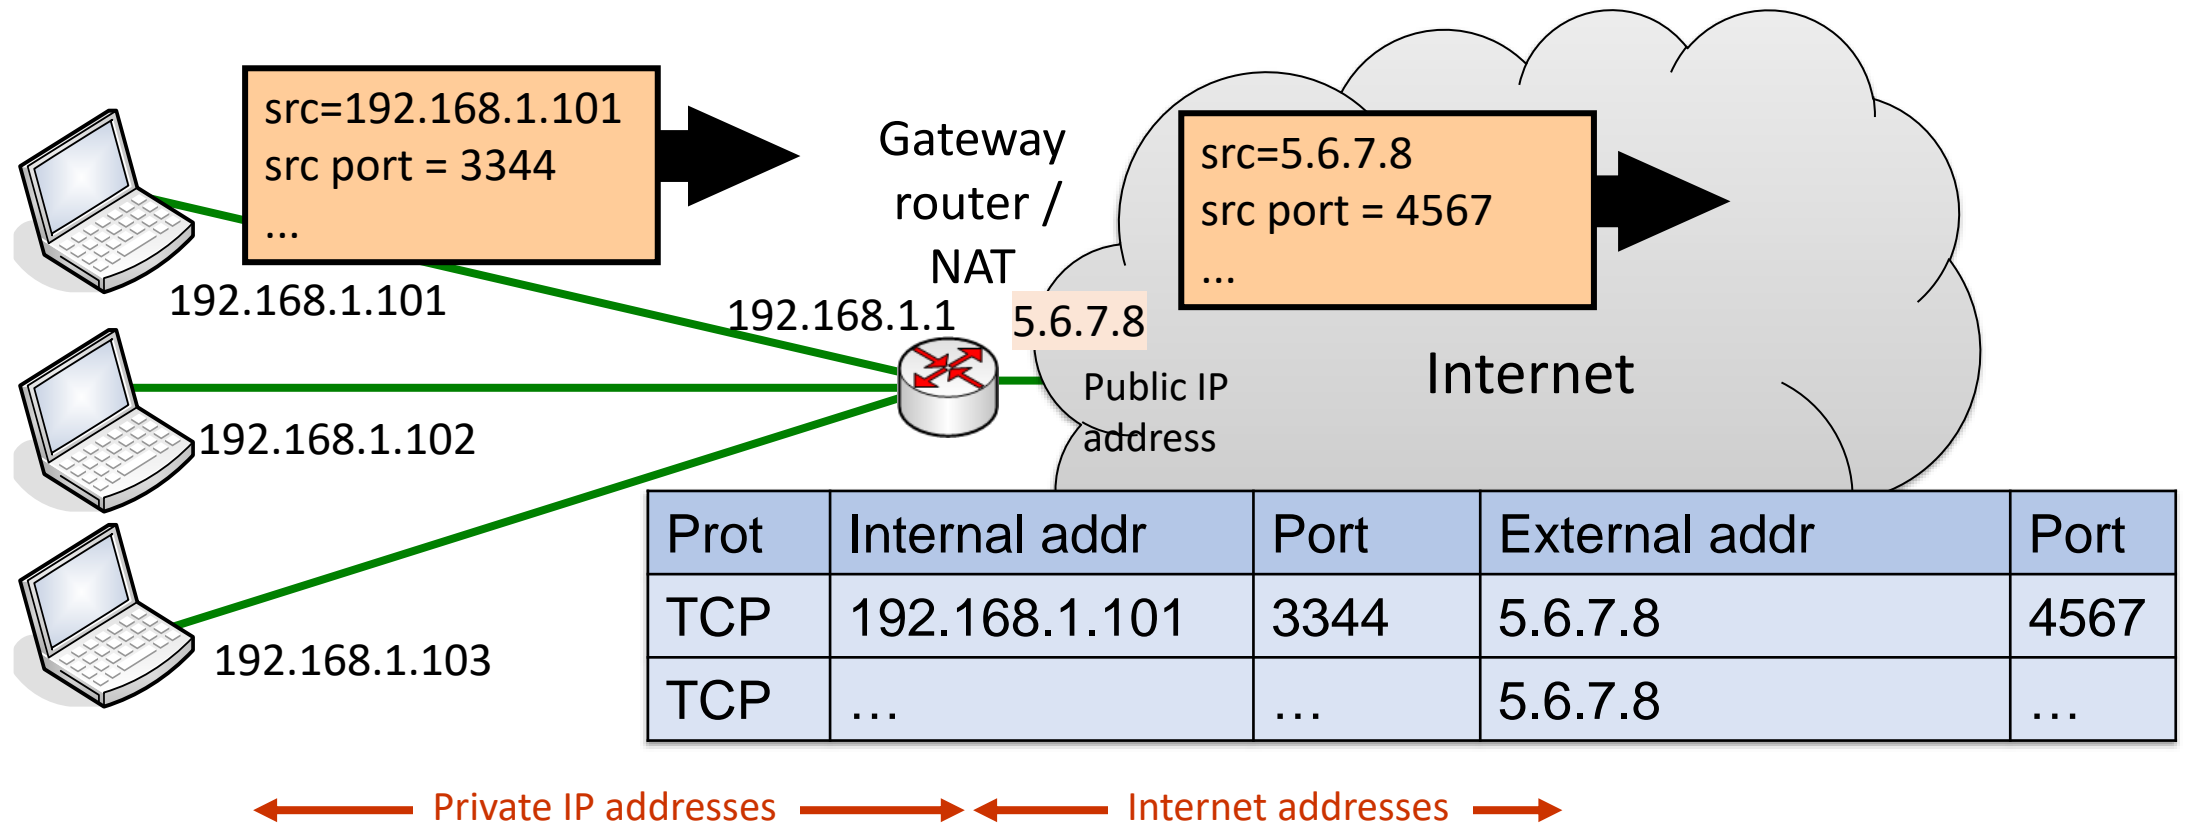 src=192.168.1.101
src port = 3344
...
192.168.1.101
192.168.1.102
192.168.1.103
Gateway
router /
NAT
192.168.1.1
5.6.7.8
Public IP
address
src=5.6.7.8
src port = 4567
...
Internet
Prot Internal addr Port External addr Port
TCP 192.168.1.101 3344 5.6.7.8 4567
TCP … … 5.6.7.8 …
Private IP addresses
Internet addresses